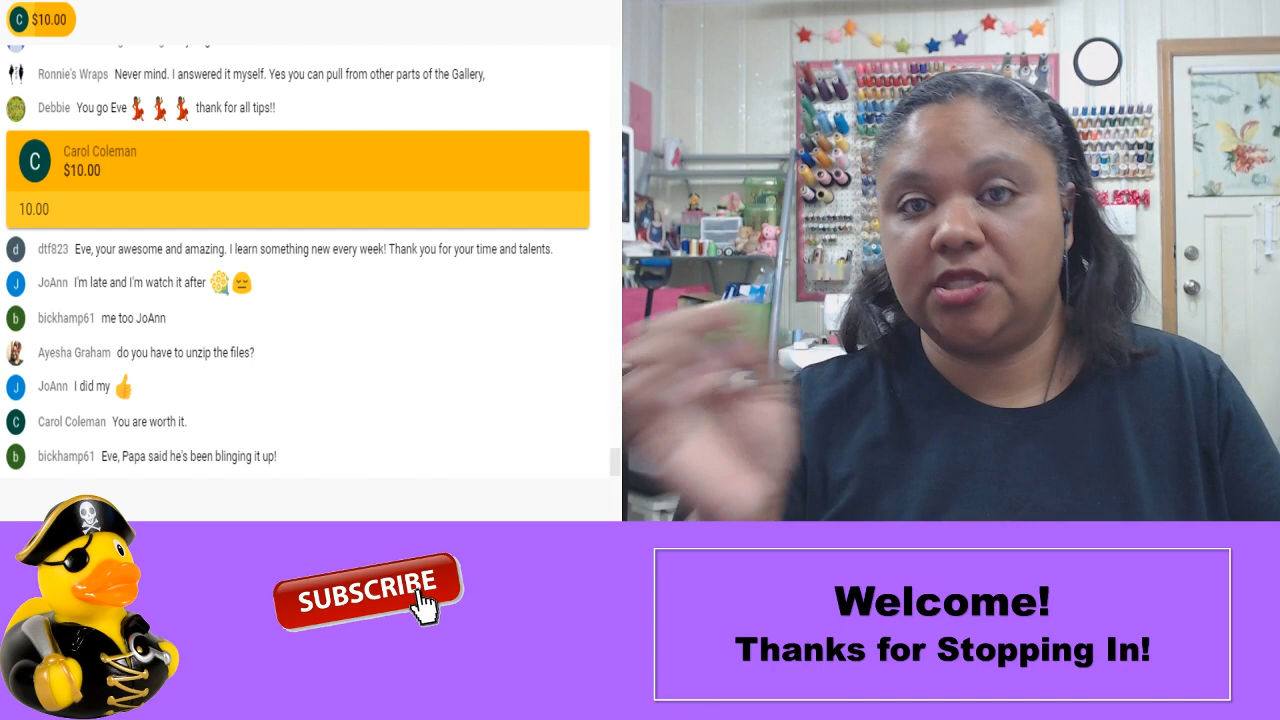 C $10.00
Ronnie's Wraps Never mind. I answered it myself. Yes you can pull from other parts of the Gallery,
Debbie You go Eve 💃 💃 💃 thank for all tips!!
C Carol Coleman
$10.00
10.00
d dtf823 Eve, your awesome and amazing. I learn something new every week! Thank you for your time and talents.
J JoAnn I'm late and I'm watch it after 💐 😔
b bickhamp61 me too JoAnn
Ayesha Graham do you have to unzip the files?
J JoAnn I did my 👍
C Carol Coleman You are worth it.
b bickhamp61 Eve, Papa said he's been blinging it up!
SUBSCRIBE
Welcome!
Thanks for Stopping In!